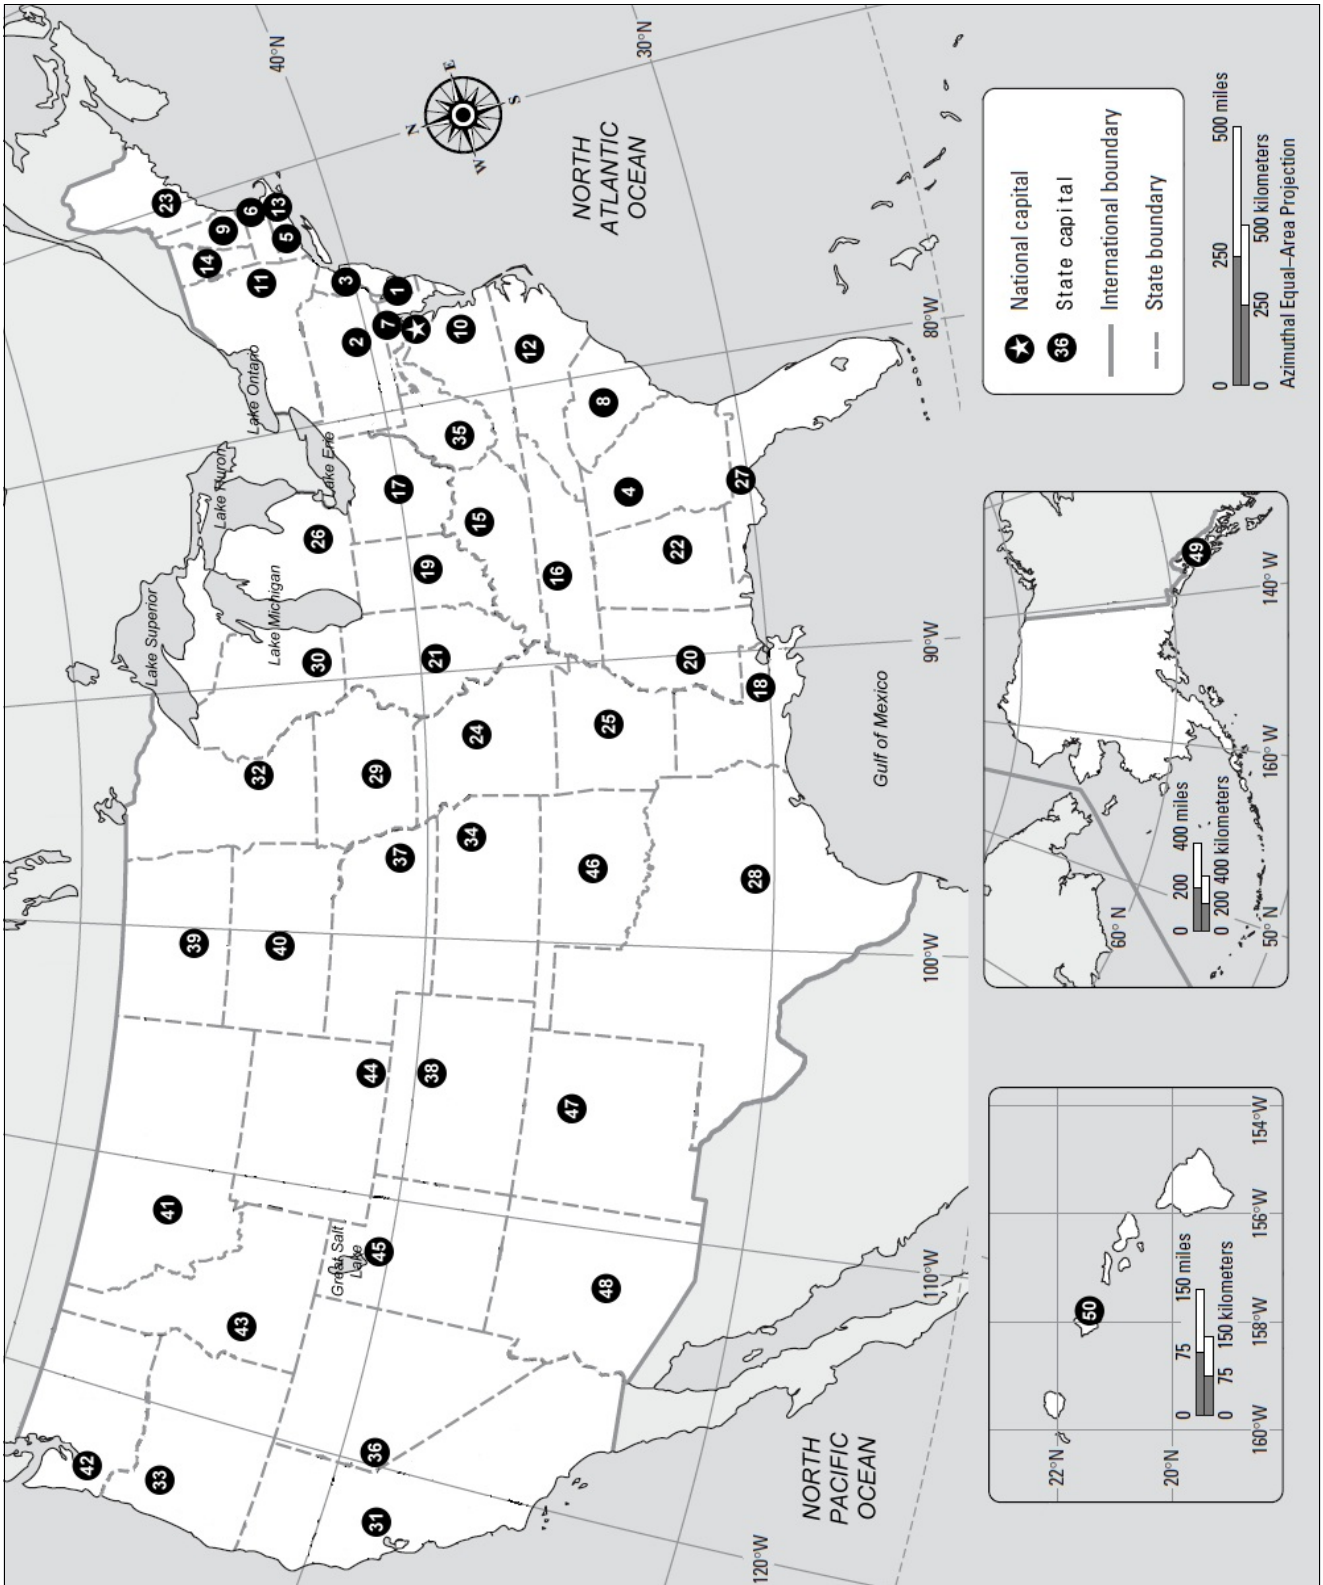 40°N
30°N
80°W
90°W
100°W
110°W
120°W
N
E
S
W
NORTH
ATLANTIC
OCEAN
Lake Superior
Lake Huron
Lake Michigan
Lake Erie
Lake Ontario
Great Salt
Lake
Gulf of Mexico
NORTH
PACIFIC
OCEAN
42
33
31
36
43
41
45
48
44
38
47
39
40
37
34
46
28
32
29
24
25
18
30
21
20
26
19
16
22
17
15
4
27
35
8
12
10
2
7
1
3
11
14
9
5
6
13
23
22°N
20°N
160°W
158°W
156°W
154°W
50
0 75 150 miles
0 75 150 kilometers
60° N
50° N
160° W
140° W
49
0 200 400 miles
0 200 400 kilometers
National capital
36 State capital
International boundary
State boundary
0 250 500 miles
0 250 500 kilometers
Azimuthal Equal–Area Projection